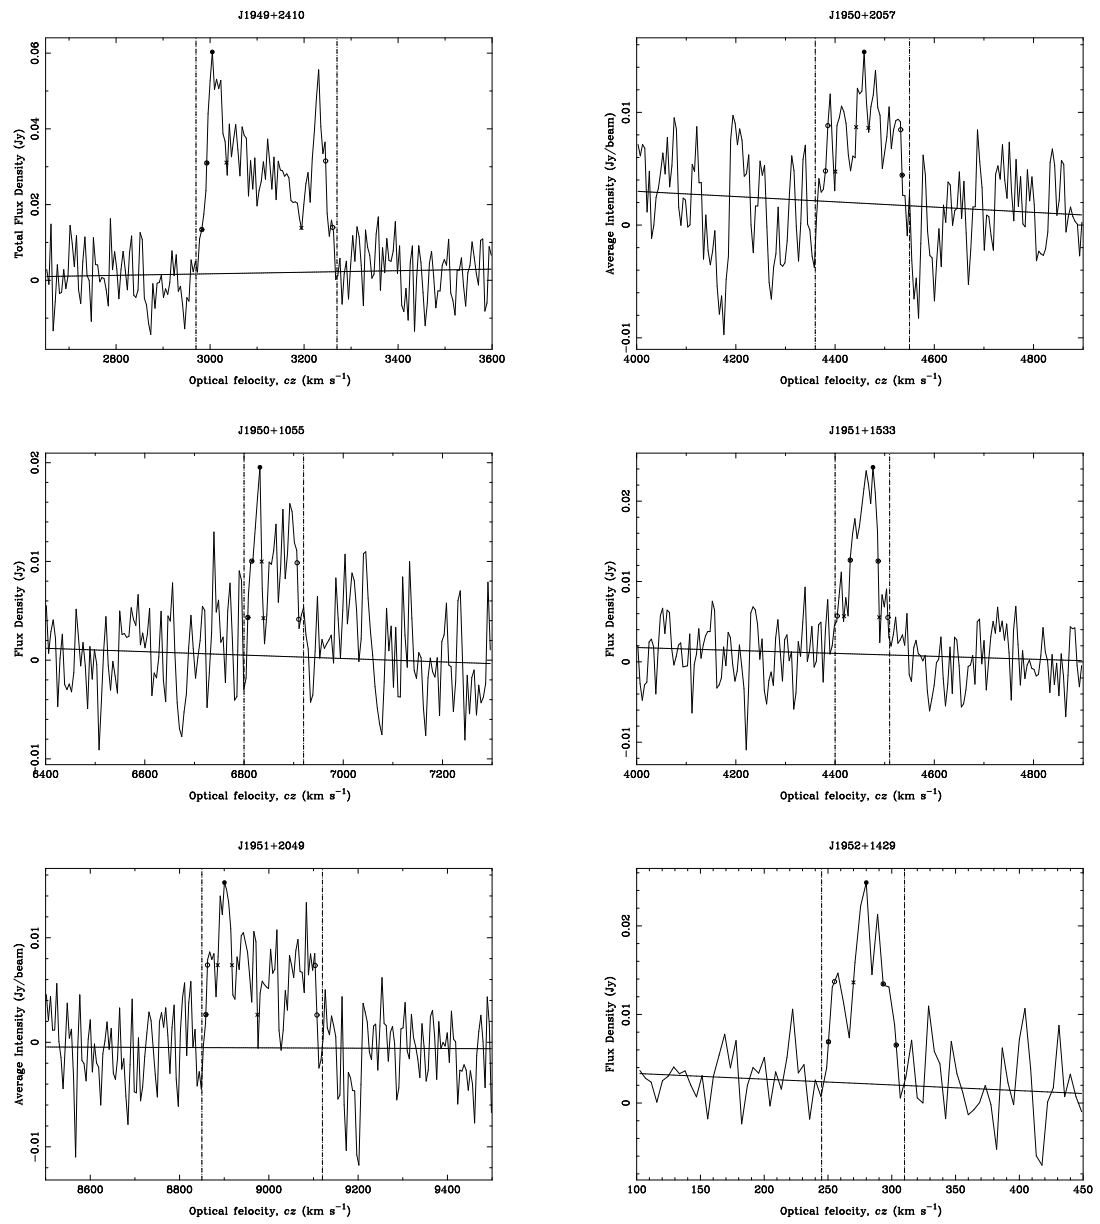 J1949+2410
Total Flux Density (Jy)
0.06
0.04
0.02
0
2800 3000 3200 3400 3600
Optical felocity, cz (km s⁻¹)
J1950+2057
Average Intensity (Jy/beam)
0.01
0
−0.01
4000 4200 4400 4600 4800
Optical felocity, cz (km s⁻¹)
J1950+1055
Flux Density (Jy)
0.02
0.01
0
−0.01
6400 6600 6800 7000 7200
Optical felocity, cz (km s⁻¹)
J1951+1533
Flux Density (Jy)
0.02
0.01
0
−0.01
4000 4200 4400 4600 4800
Optical felocity, cz (km s⁻¹)
J1951+2049
Average Intensity (Jy/beam)
0.01
0
−0.01
8600 8800 9000 9200 9400
Optical felocity, cz (km s⁻¹)
J1952+1429
Flux Density (Jy)
0.02
0.01
0
100 150 200 250 300 350 400 450
Optical felocity, cz (km s⁻¹)